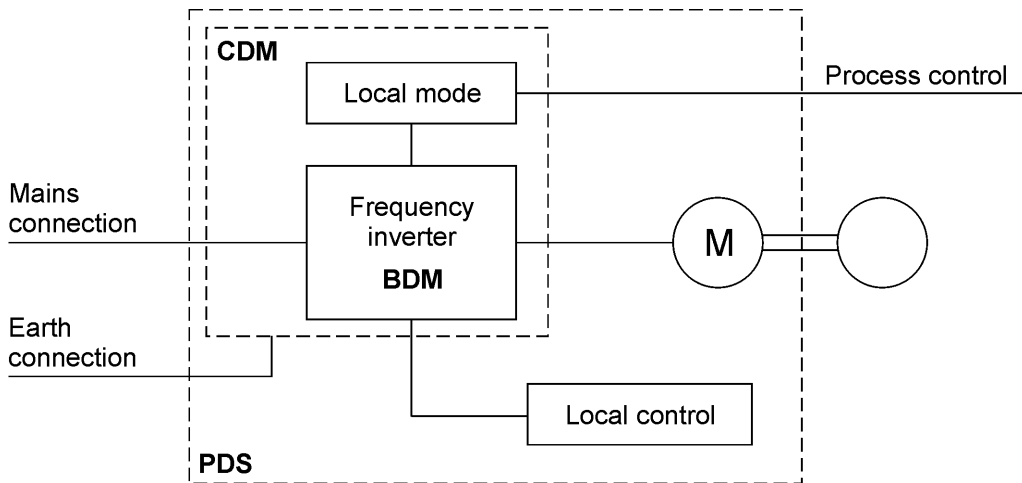 CDM
Local mode
Process control
Mains
connection
Frequency
inverter
BDM
M
Earth
connection
Local control
PDS